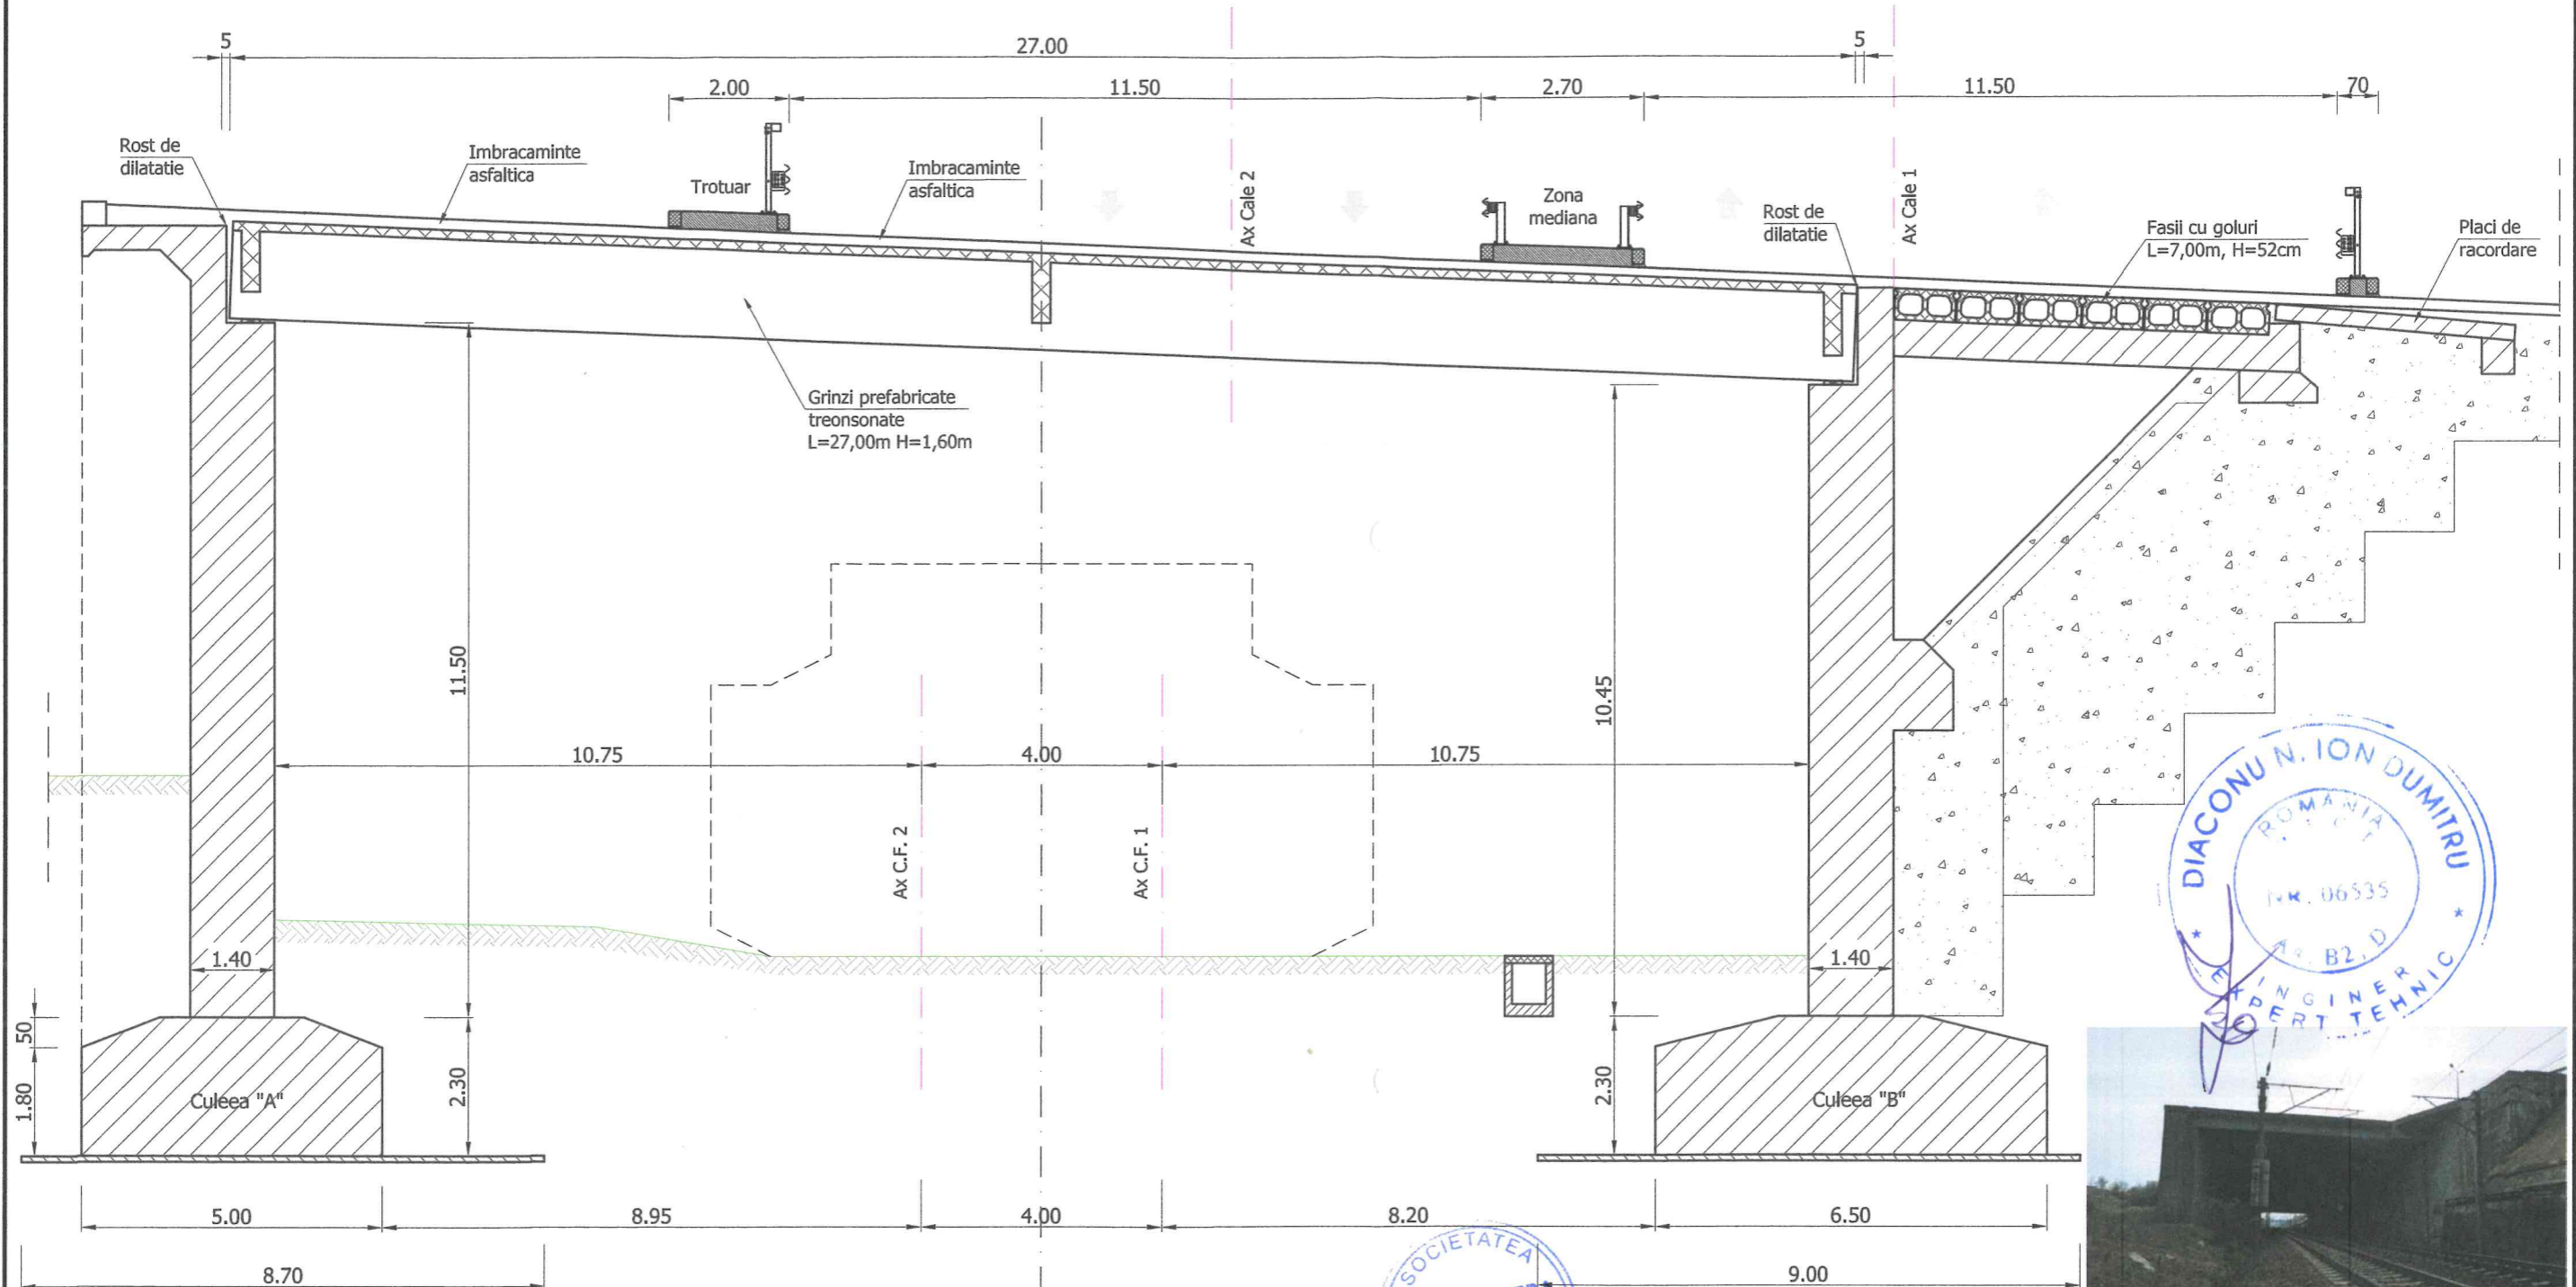 5
27.00
5
2.00
11.50
2.70
11.50
70
Rost de
dilatatie
Imbracaminte
asfaltica
Trotuar
Imbracaminte
asfaltica
Ax Cale 2
Zona
mediana
Rost de
dilatatie
Ax Cale 1
Fasii cu goluri
L=7,00m, H=52cm
Placi de
racordare
Grinzi prefabricate
treonsonate
L=27,00m H=1,60m
11.50
10.45
10.75
4.00
10.75
Ax C.F. 2
Ax C.F. 1
1.40
1.40
50
1.80
2.30
2.30
Culeea "A"
Culeea "B"
5.00
8.95
4.00
8.20
6.50
8.70
9.00
DIACONU N. ION DUMITRU
ROMANIA
NR. 06535
B2, D
INGINER
EXPERT TEHNIC
SOCIETATEA